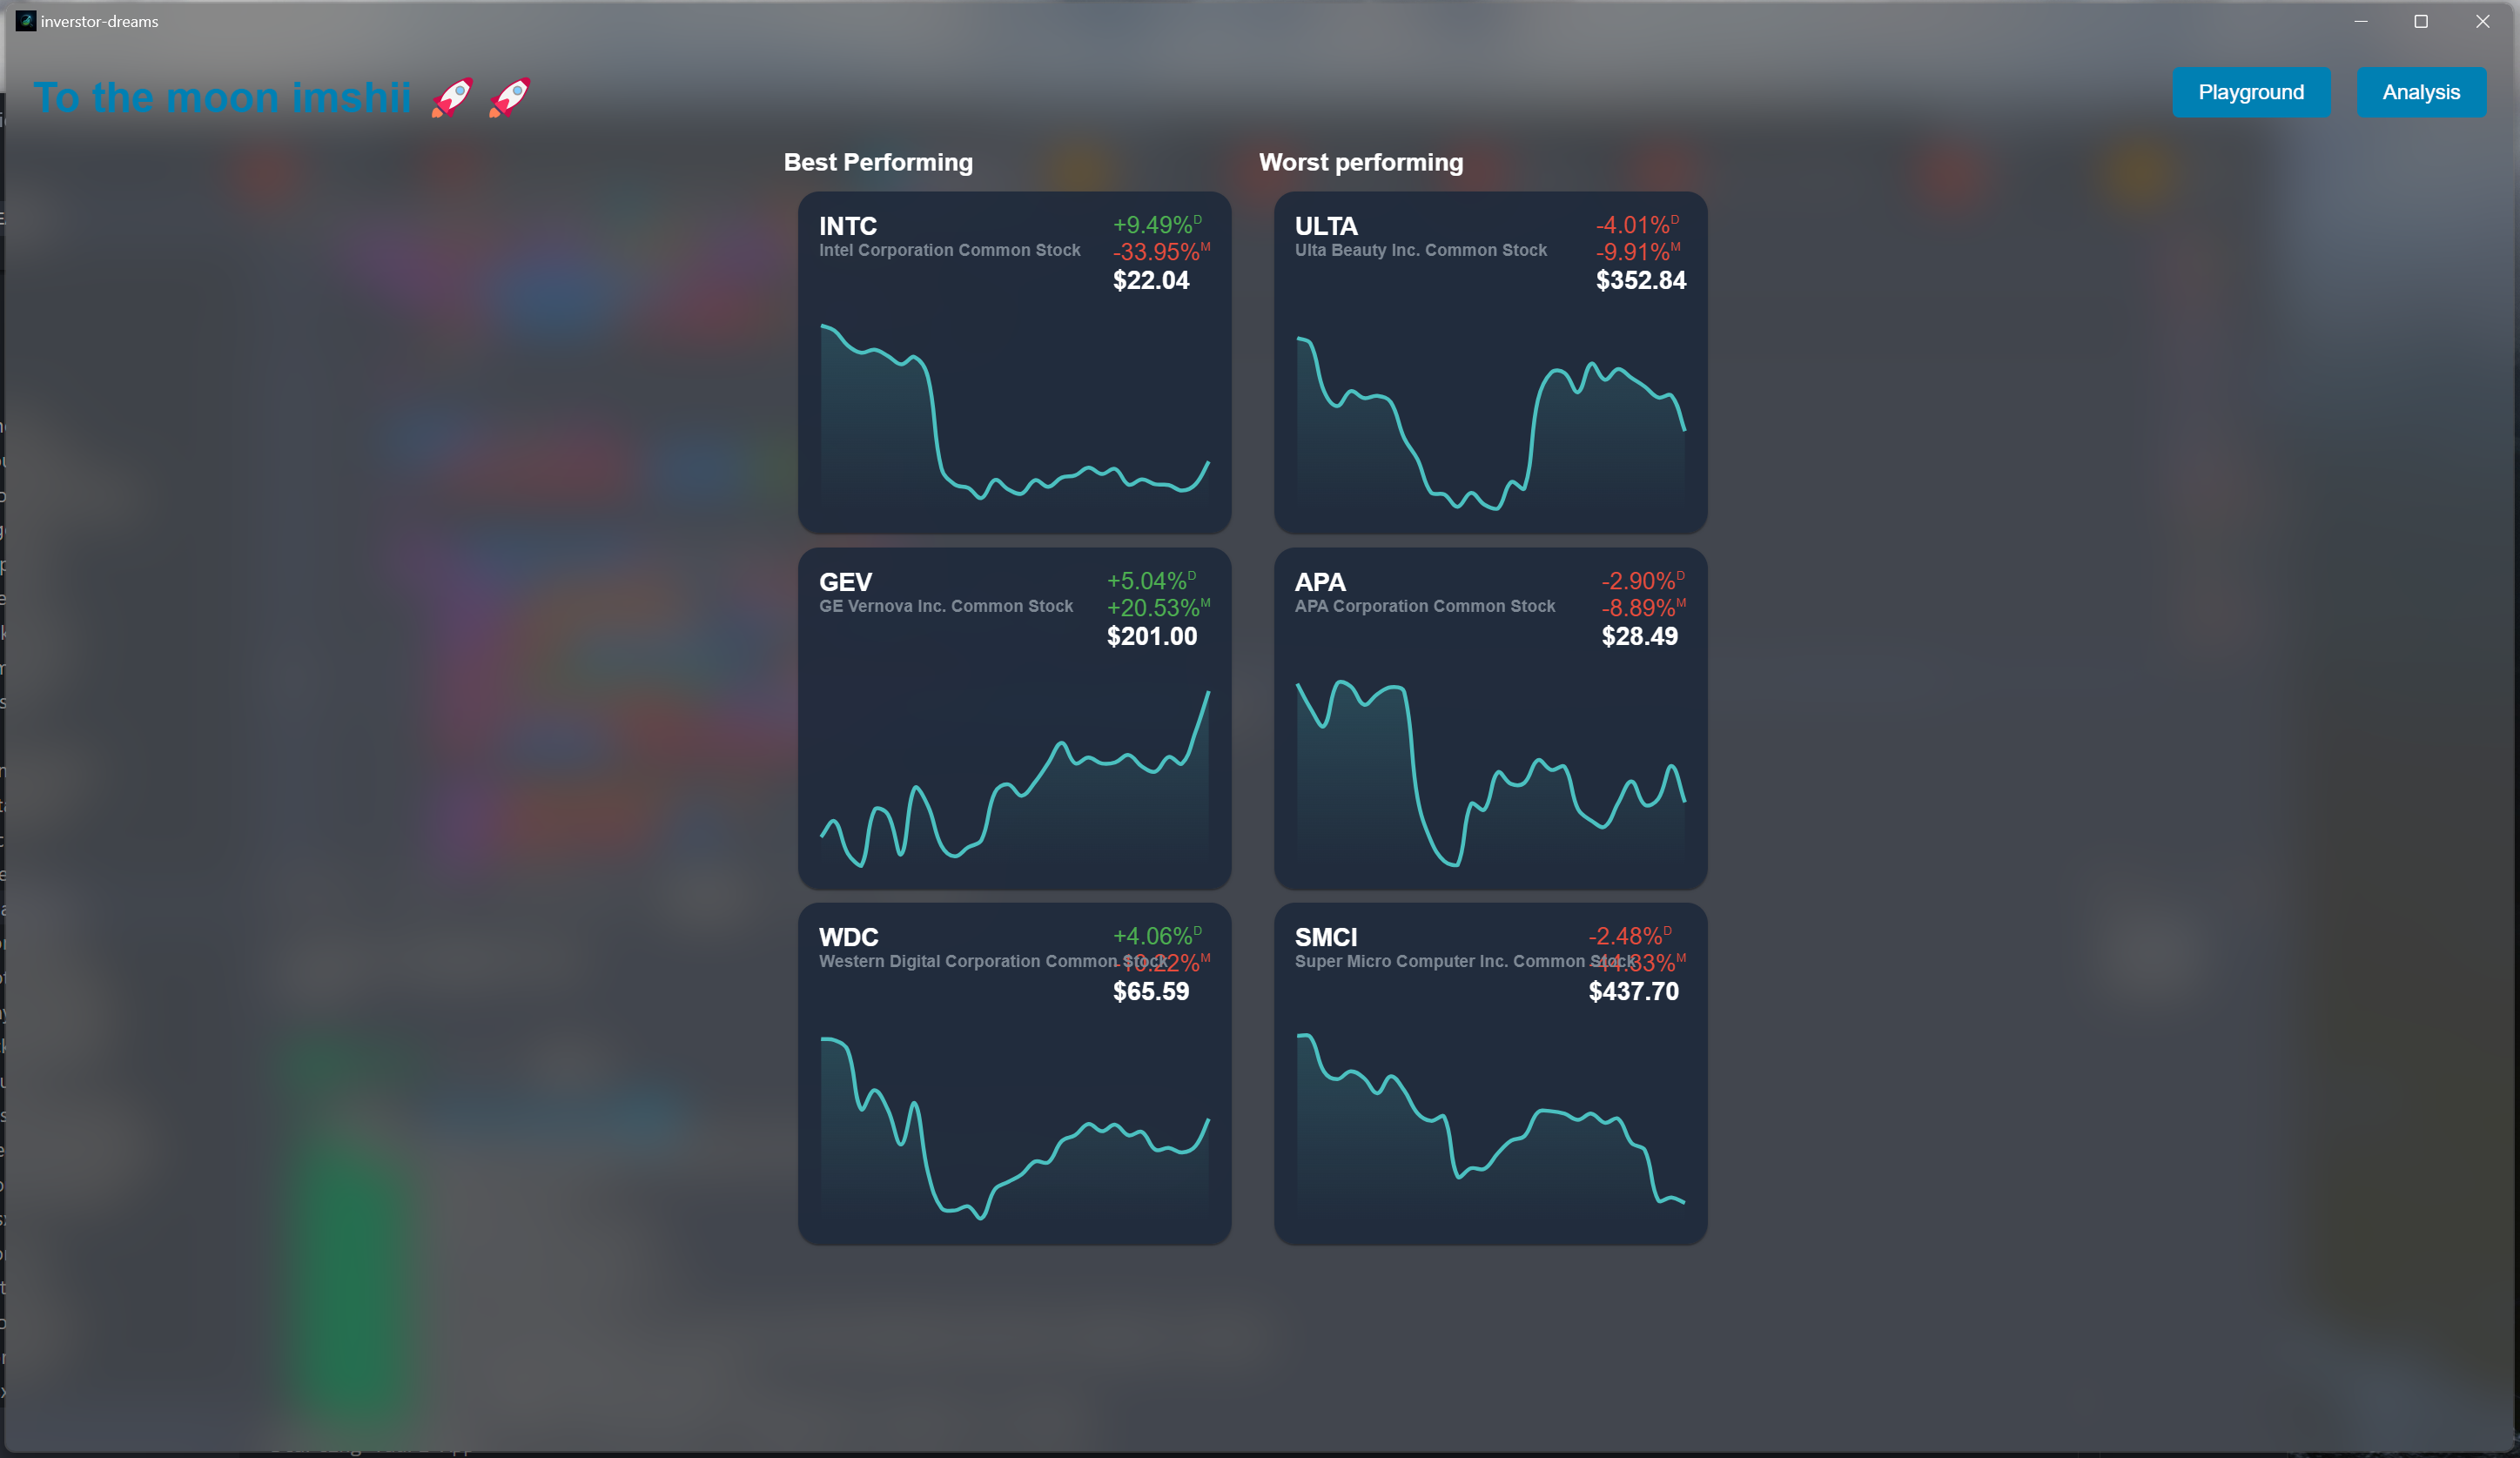 inverstor-dreams
To the moon imshii 🚀 🚀
Playground
Analysis
Best Performing
INTC
Intel Corporation Common Stock
+9.49%D
-33.95%M
$22.04
GEV
GE Vernova Inc. Common Stock
+5.04%D
+20.53%M
$201.00
WDC
Western Digital Corporation Common Stock
+4.06%D
-10.22%M
$65.59
Worst performing
ULTA
Ulta Beauty Inc. Common Stock
-4.01%D
-9.91%M
$352.84
APA
APA Corporation Common Stock
-2.90%D
-8.89%M
$28.49
SMCI
Super Micro Computer Inc. Common Stock
-2.48%D
-44.33%M
$437.70